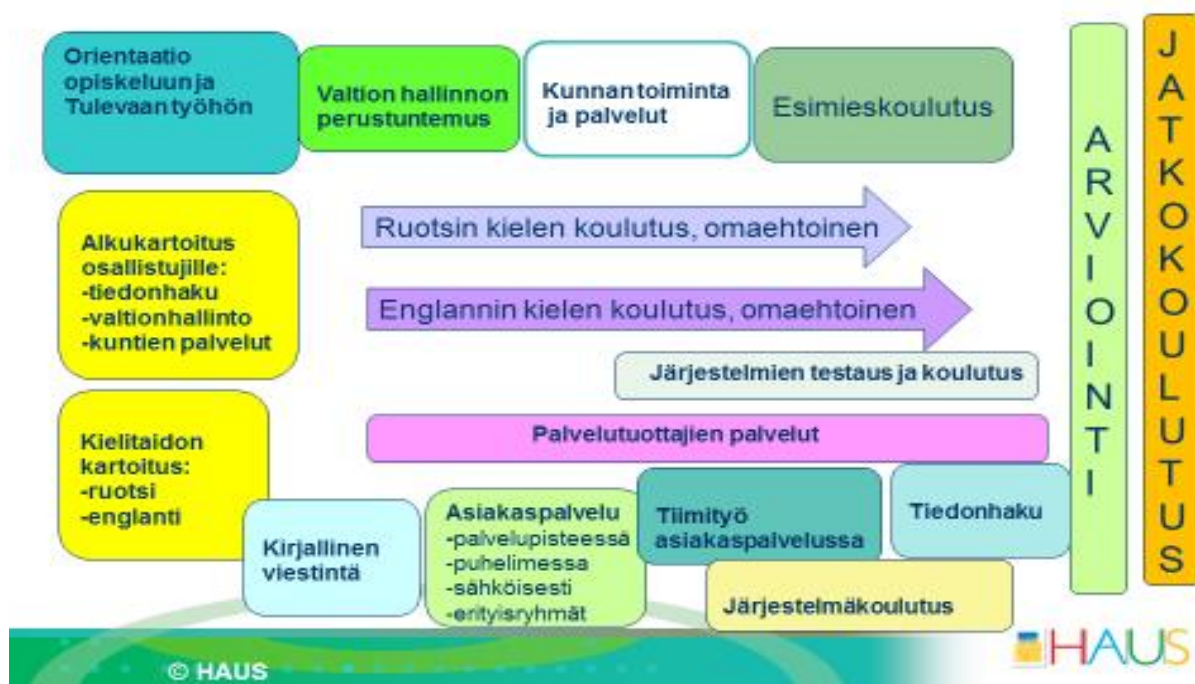 Orientaatio
opiskeluun ja
Tulevaan työhön
Valtion hallinnon
perustuntemus
Kunnan toiminta
ja palvelut
Esimieskoulutus
Alkukartoitus
osallistujille:
-tiedonhaku
-valtionhallinto
-kuntien palvelut
Ruotsin kielen koulutus, omaehtoinen
Englannin kielen koulutus, omaehtoinen
Järjestelmien testaus ja koulutus
Palvelutuottajien palvelut
Kielitaidon
kartoitus:
-ruotsi
-englanti
Kirjallinen
viestintä
Asiakaspalvelu
-palvelupisteessä
-puhelimessa
-sähköisesti
-erityisryhmät
Tiimityö
asiakaspalvelussa
Tiedonhaku
Järjestelmäkoulutus
ARVIOINTI
JATKOKOULUTUS
© HAUS
HAUS